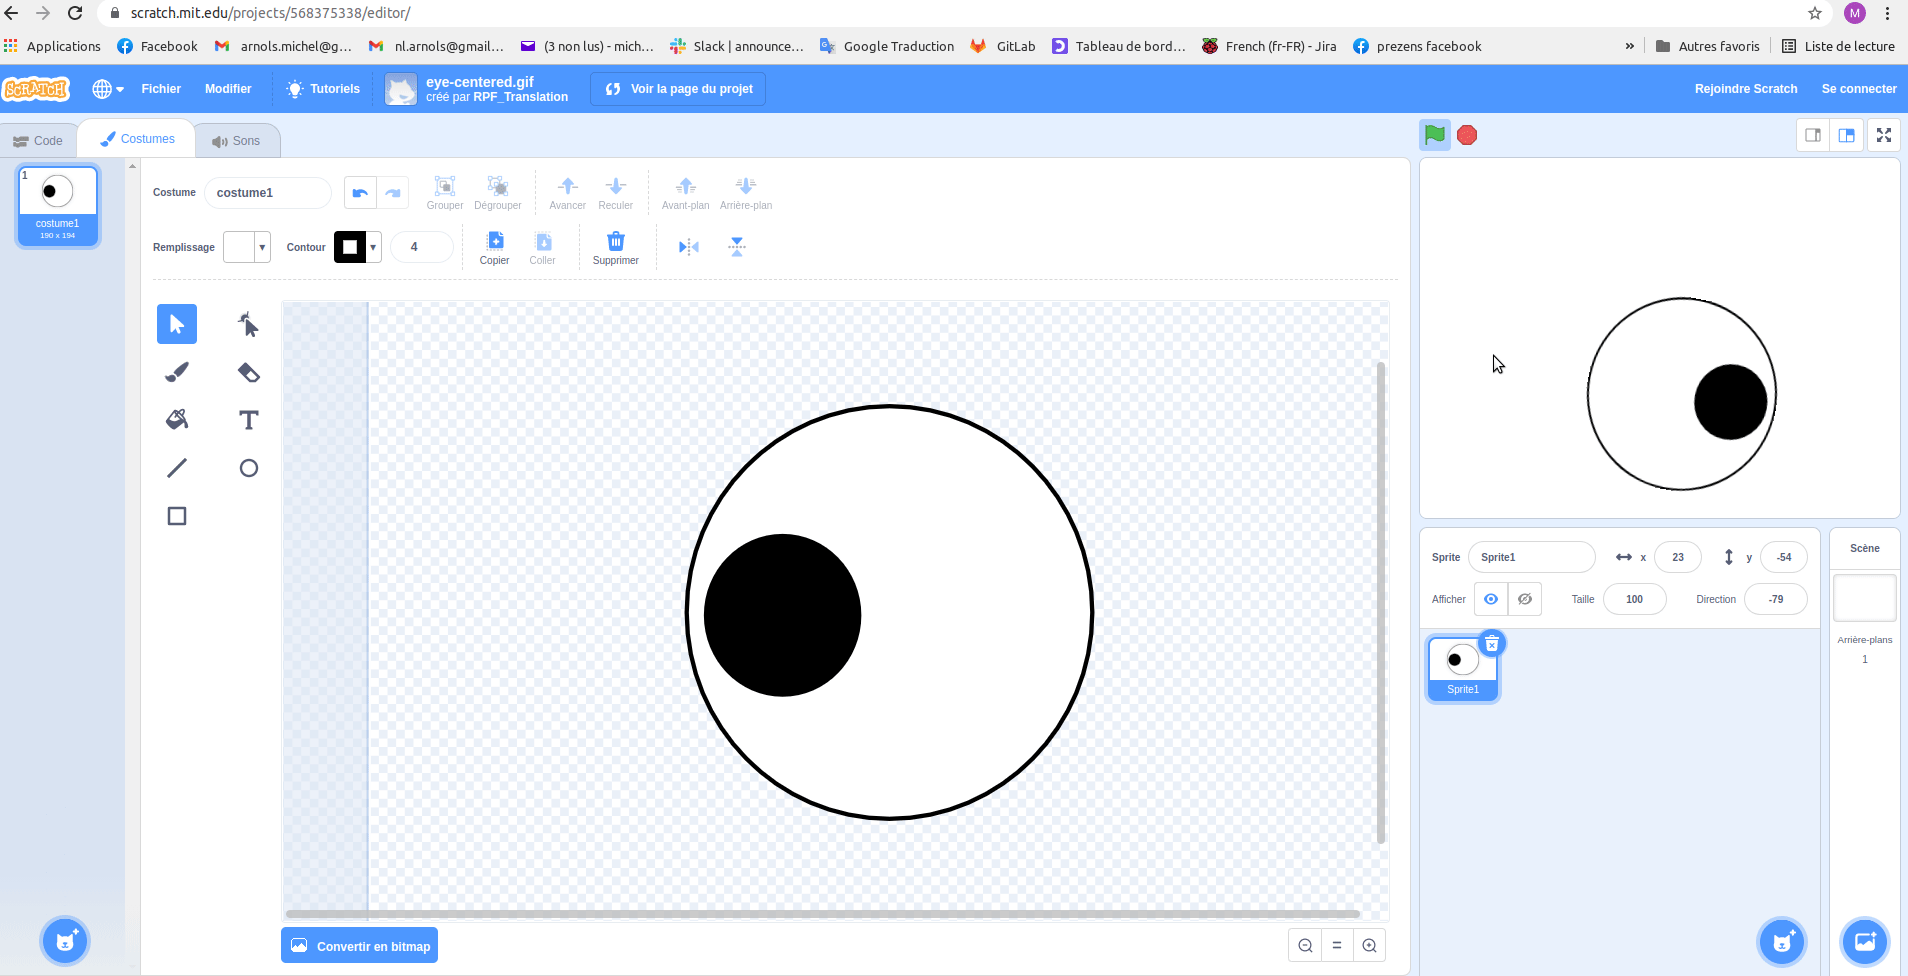 scratch.mit.edu/projects/568375338/editor/
M
Applications
Facebook
arnols.michel@g...
nl.arnols@gmail...
(3 non lus) - mich...
Slack | announce...
Google Traduction
GitLab
Tableau de bord...
French (fr-FR) - Jira
prezens facebook
»
Autres favoris
Liste de lecture
SCRATCH
Fichier
Modifier
Tutoriels
eye-centered.gif
créé par RPF_Translation
Voir la page du projet
Rejoindre Scratch
Se connecter
Code
Costumes
Sons
1
costume1
190 x 194
Costume
costume1
Grouper
Dégrouper
Avancer
Reculer
Avant-plan
Arrière-plan
Remplissage
Contour
4
Copier
Coller
Supprimer
T
Convertir en bitmap
Sprite
Sprite1
x
23
y
-54
Afficher
Taille
100
Direction
-79
Sprite1
Scène
Arrière-plans
1